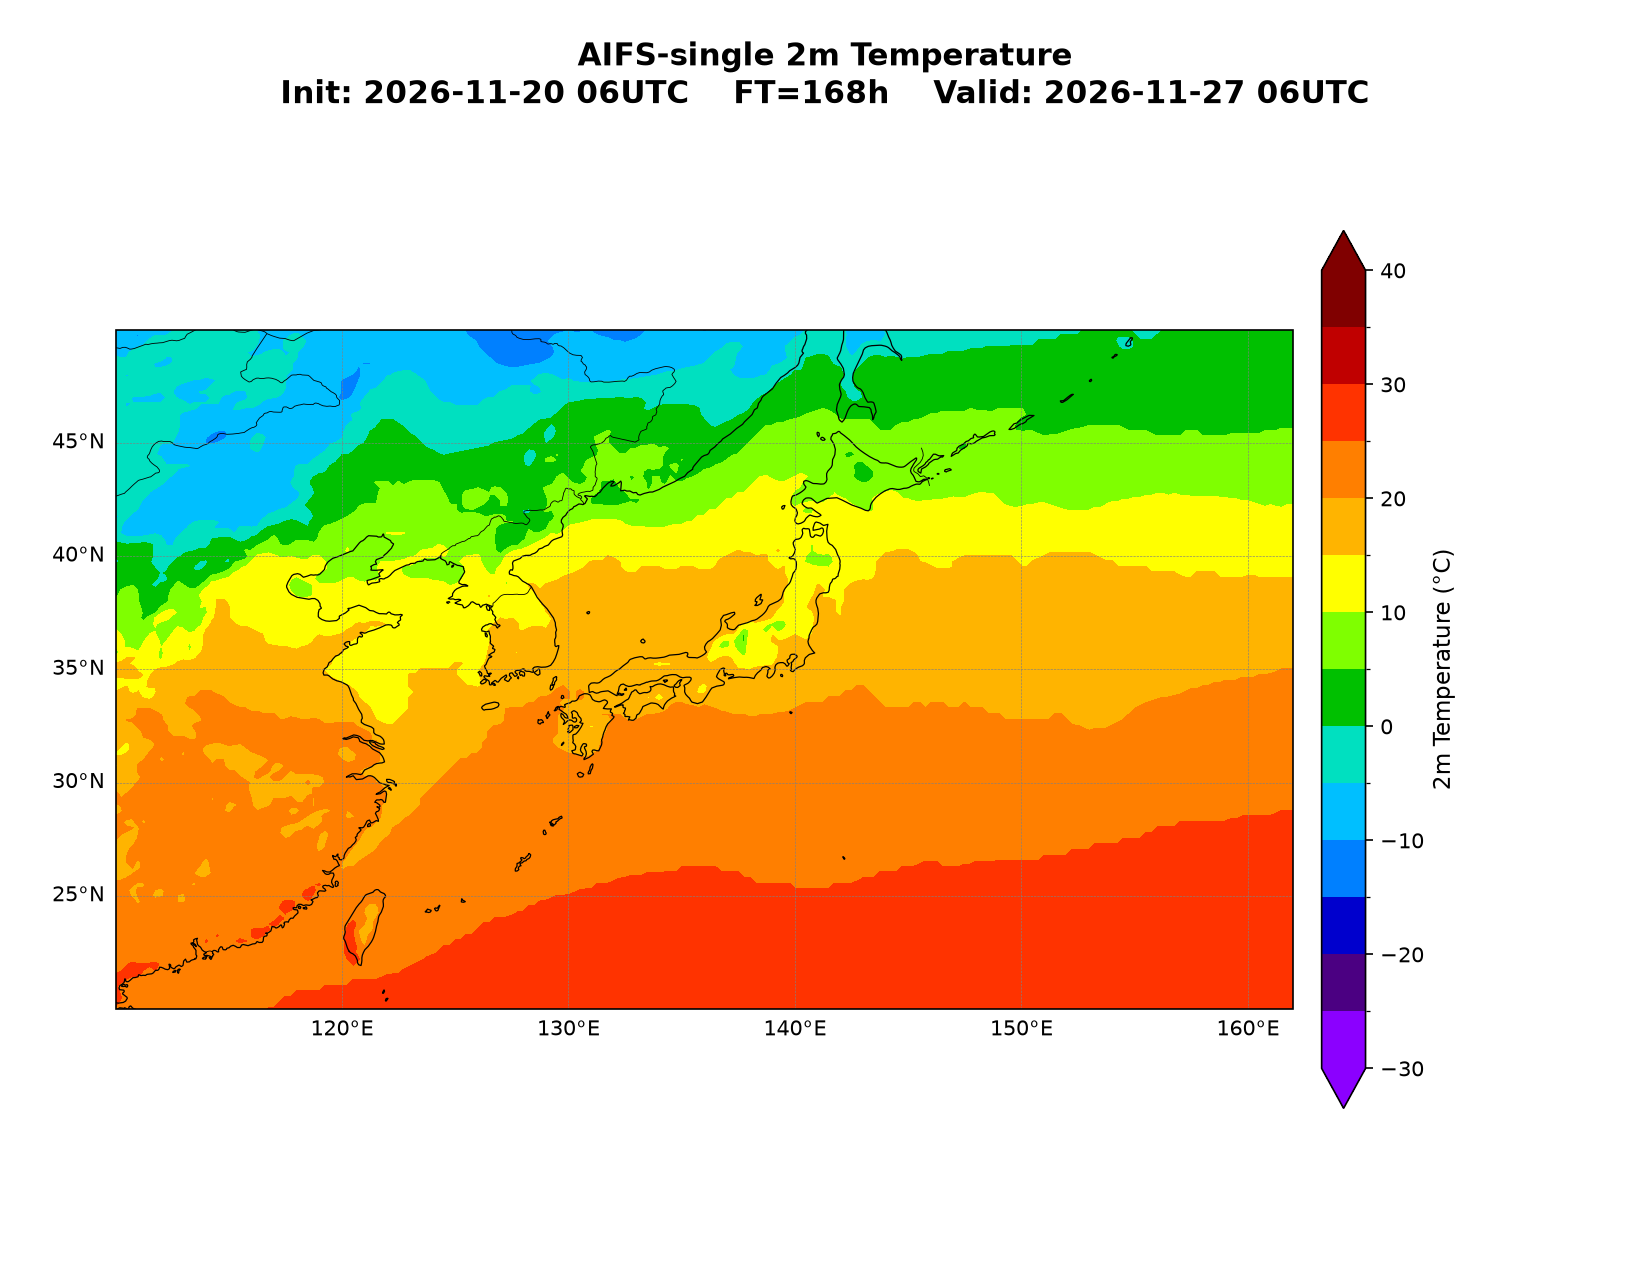 AIFS-single 2m Temperature
Init: 2026-11-20 06UTC    FT=168h    Valid: 2026-11-27 06UTC
45°N
40°N
35°N
30°N
25°N
120°E
130°E
140°E
150°E
160°E
40
30
20
10
0
−10
−20
−30
2m Temperature (°C)